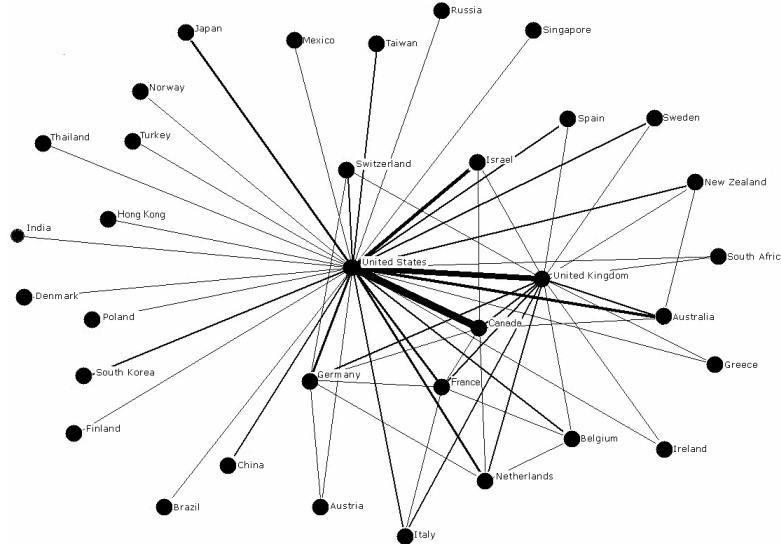 Russia
Japan
Singapore
Mexico
Taiwan
Norway
Spain
Sweden
Turkey
Thailand
Switzerland
Israel
New Zealand
Hong Kong
India
South Afric
United States
United Kingdom
Denmark
Poland
Australia
Canada
Greece
South Korea
Germany
France
Finland
Belgium
Ireland
China
Netherlands
Brazil
Austria
Italy